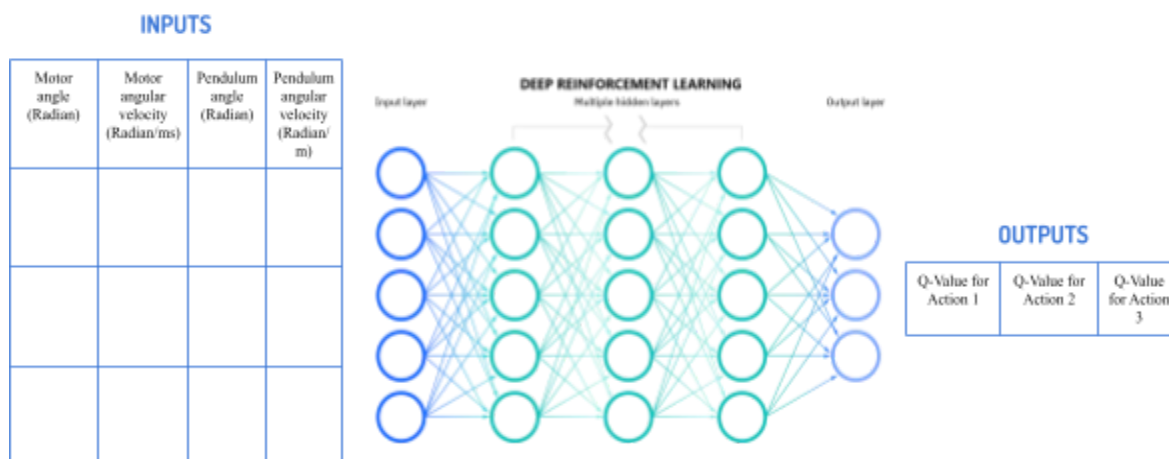 INPUTS
Motor
angle
(Radian)
Motor
angular
velocity
(Radian/ms)
Pendulum
angle
(Radian)
Pendulum
angular
velocity
(Radian/
m)
DEEP REINFORCEMENT LEARNING
Input layer
Multiple hidden layers
Output layer
OUTPUTS
Q-Value for
Action 1
Q-Value for
Action 2
Q-Value
for Action
3